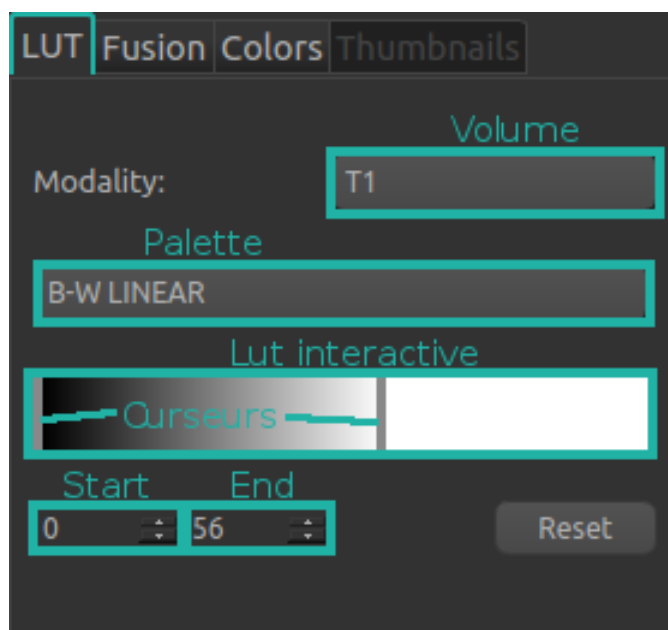 LUT Fusion Colors Thumbnails
Volume
Modality: T1
Palette
B-W LINEAR
Lut interactive
Curseurs
Start End
0 56 Reset